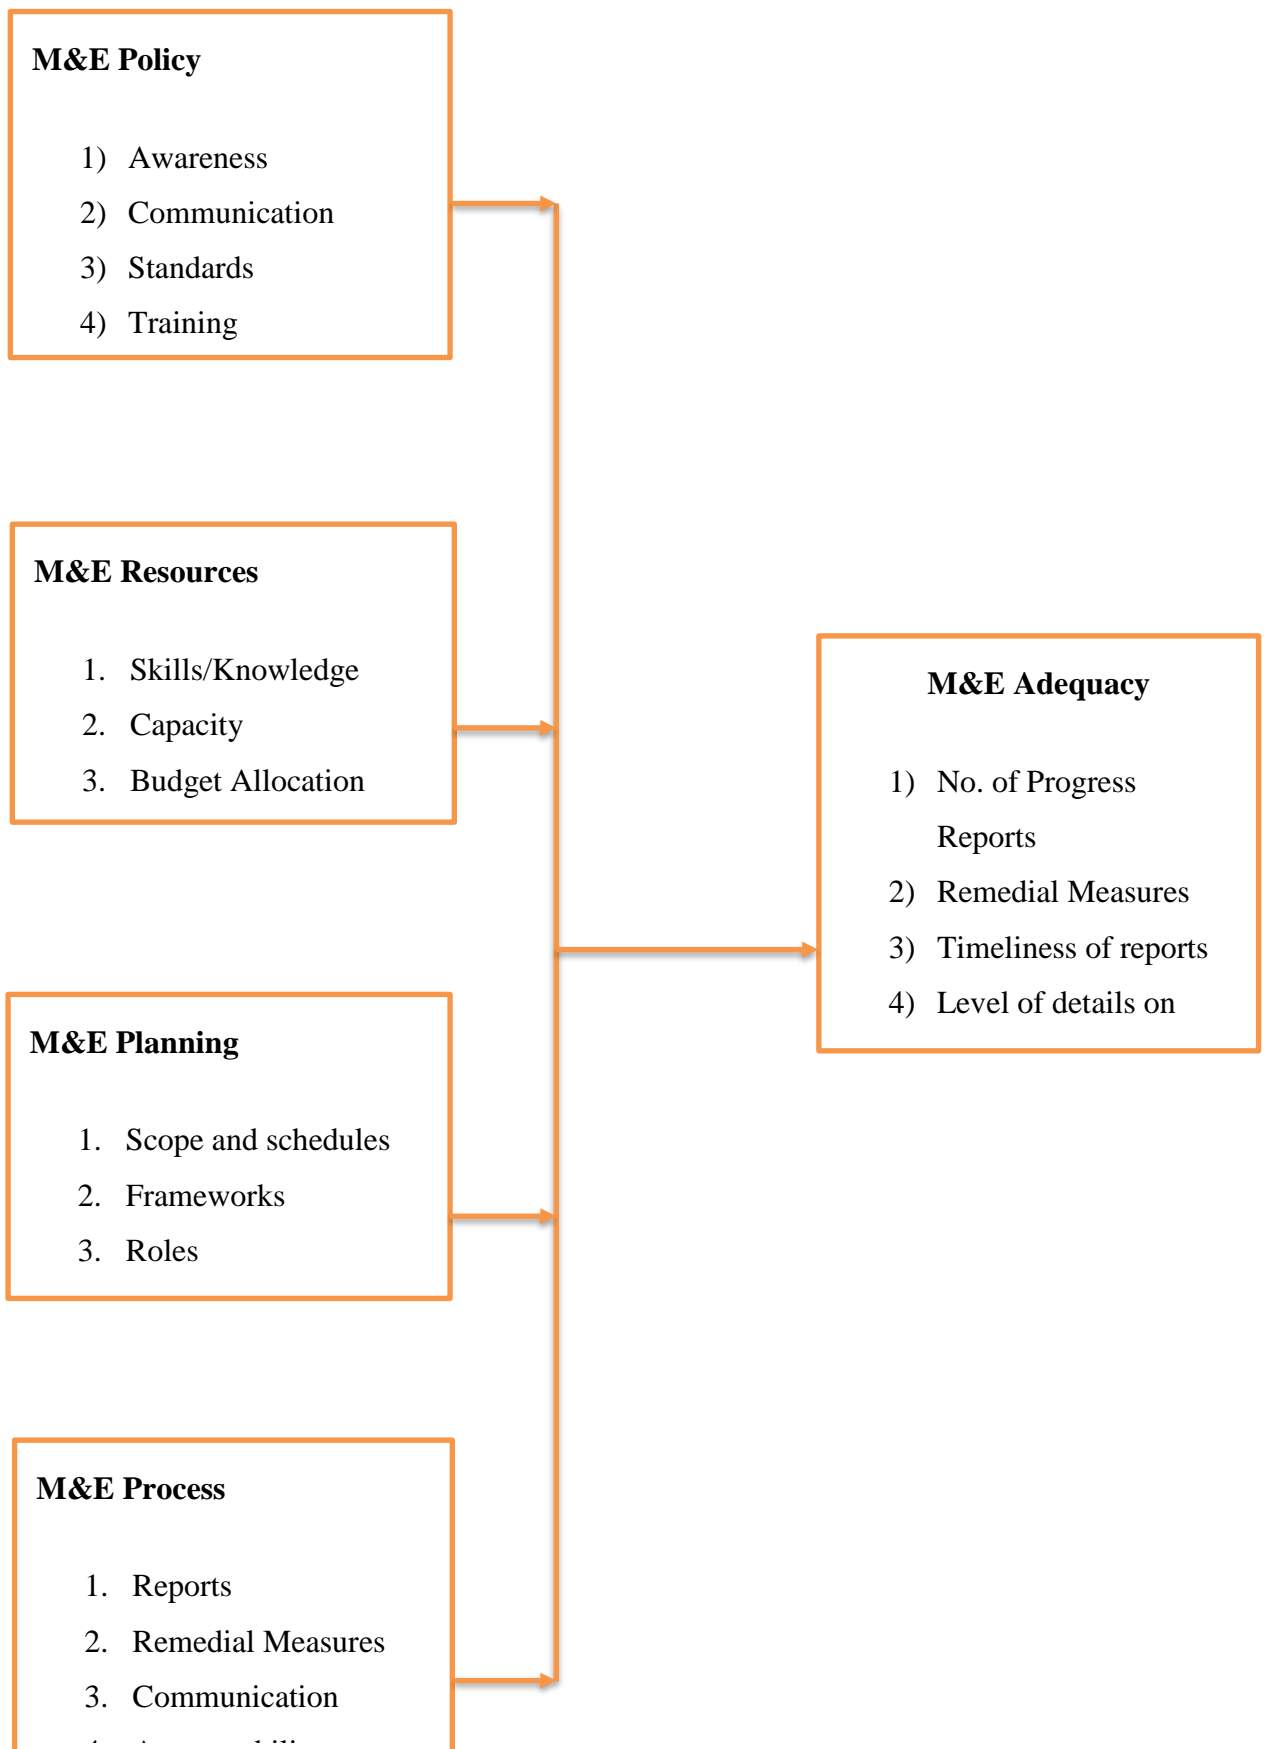 M&E Policy
1) Awareness
2) Communication
3) Standards
4) Training
M&E Resources
1. Skills/Knowledge
2. Capacity
3. Budget Allocation
M&E Adequacy
1) No. of Progress
Reports
2) Remedial Measures
3) Timeliness of reports
4) Level of details on
M&E Planning
1. Scope and schedules
2. Frameworks
3. Roles
M&E Process
1. Reports
2. Remedial Measures
3. Communication